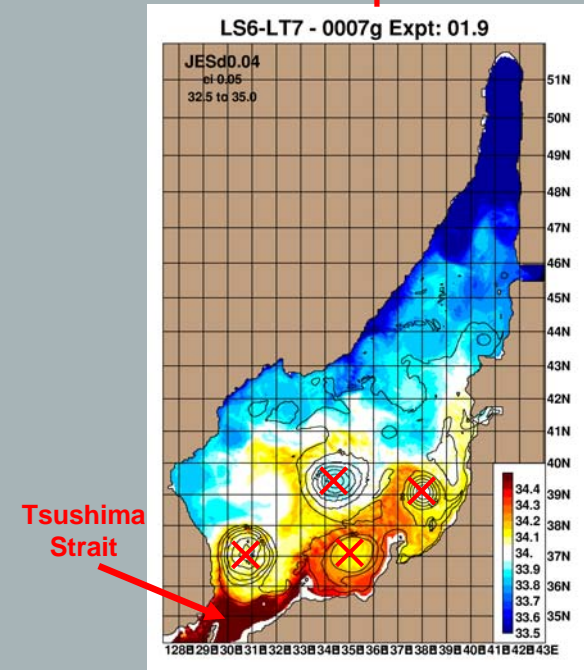 LS6-LT7 - 0007g Expt: 01.9
JESd0.04
ci 0.05
32.5 to 35.0
51N
50N
49N
48N
47N
46N
45N
44N
43N
42N
41N
40N
39N
38N
37N
36N
35N
34.4
34.3
34.2
34.1
34.
33.9
33.8
33.7
33.6
33.5
Tsushima
Strait
143E